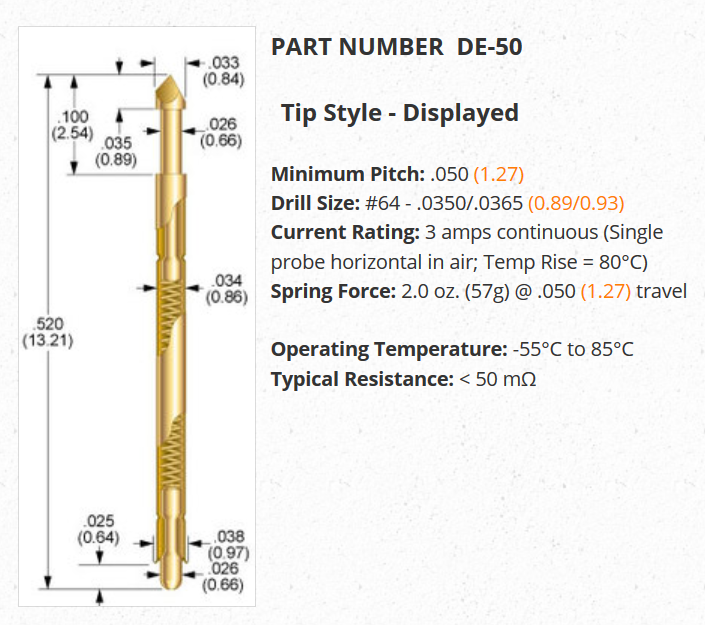 PART NUMBER  DE-50
Tip Style - Displayed
Minimum Pitch: .050 (1.27)
Drill Size: #64 - .0350/.0365 (0.89/0.93)
Current Rating: 3 amps continuous (Single
probe horizontal in air; Temp Rise = 80°C)
Spring Force: 2.0 oz. (57g) @ .050 (1.27) travel
Operating Temperature: -55°C to 85°C
Typical Resistance: < 50 mΩ
.033
(0.84)
.100
(2.54)
.026
(0.66)
.035
(0.89)
.034
(0.86)
.520
(13.21)
.025
(0.64)
.038
(0.97)
.026
(0.66)